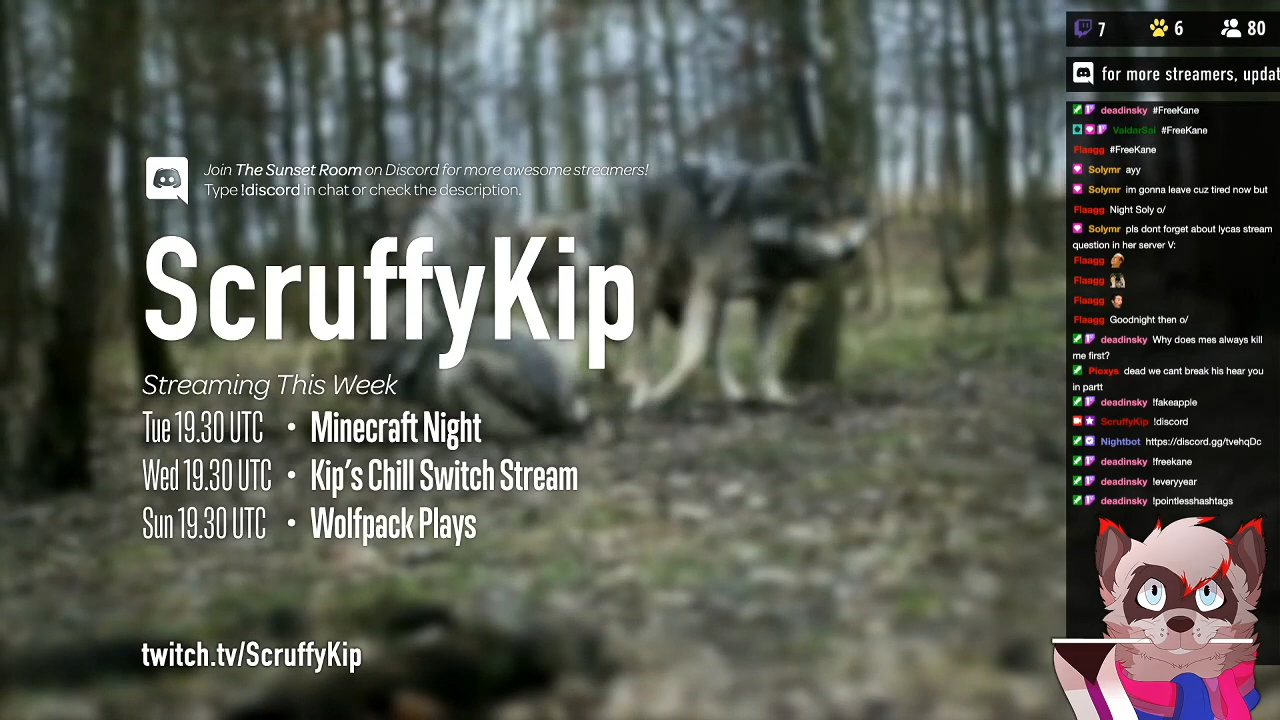 7 6 80
for more streamers, updat
Join The Sunset Room on Discord for more awesome streamers!
Type !discord in chat or check the description.
ScruffyKip
Streaming This Week
Tue 19.30 UTC • Minecraft Night
Wed 19.30 UTC • Kip's Chill Switch Stream
Sun 19.30 UTC • Wolfpack Plays
twitch.tv/ScruffyKip
deadinsky #FreeKane
ValdarSai #FreeKane
Flaagg #FreeKane
Solymr ayy
Solymr im gonna leave cuz tired now but
Flaagg Night Soly o/
Solymr pls dont forget about lycas stream
question in her server V:
Flaagg
Flaagg
Flaagg
Flaagg Goodnight then o/
deadinsky Why does mes always kill
me first?
Pioxys dead we cant break his hear you
in partt
deadinsky !fakeapple
ScruffyKip !discord
Nightbot https://discord.gg/tvehqDc
deadinsky !freekane
deadinsky !everyyear
deadinsky !pointlesshashtags